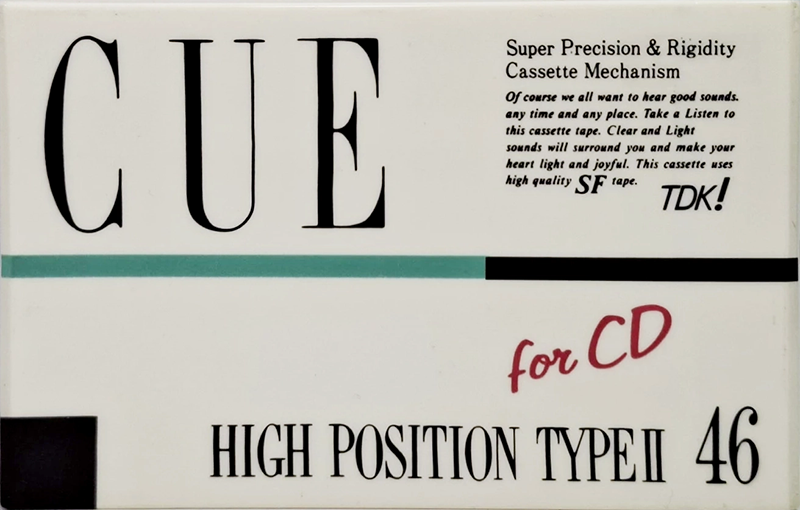 CUE
Super Precision & Rigidity
Cassette Mechanism
Of course we all want to hear good sounds.
any time and any place. Take a Listen to
this cassette tape. Clear and Light
sounds will surround you and make your
heart light and joyful. This cassette uses
high quality SF tape.
TDK!
for CD
HIGH POSITION TYPE II 46